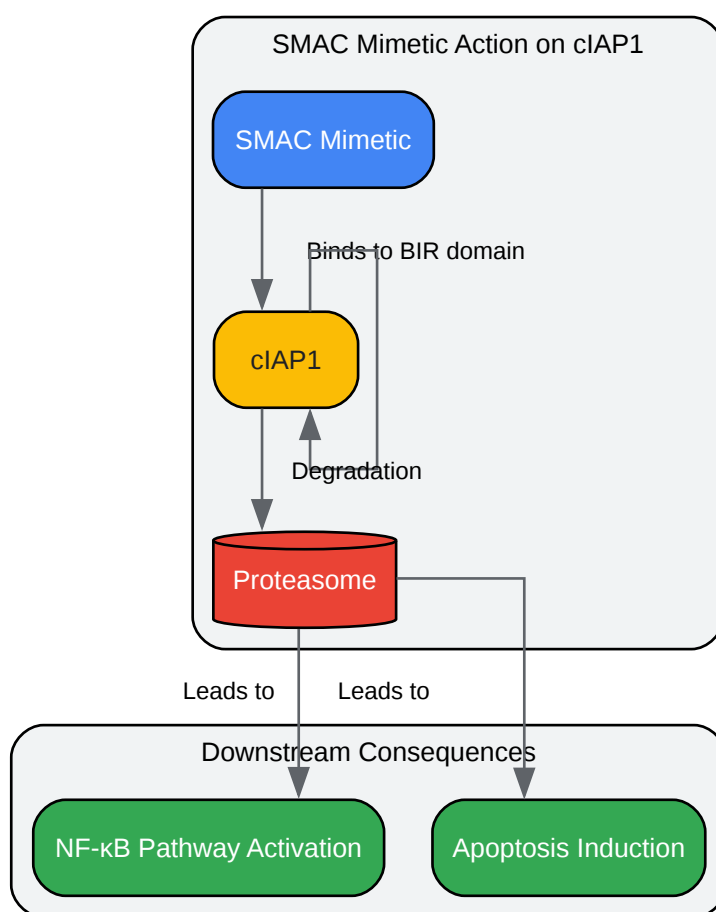 SMAC Mimetic Action on cIAP1
SMAC Mimetic
Binds to BIR domain
cIAP1
Degradation
Proteasome
Leads to
Leads to
Downstream Consequences
NF-κB Pathway Activation
Apoptosis Induction